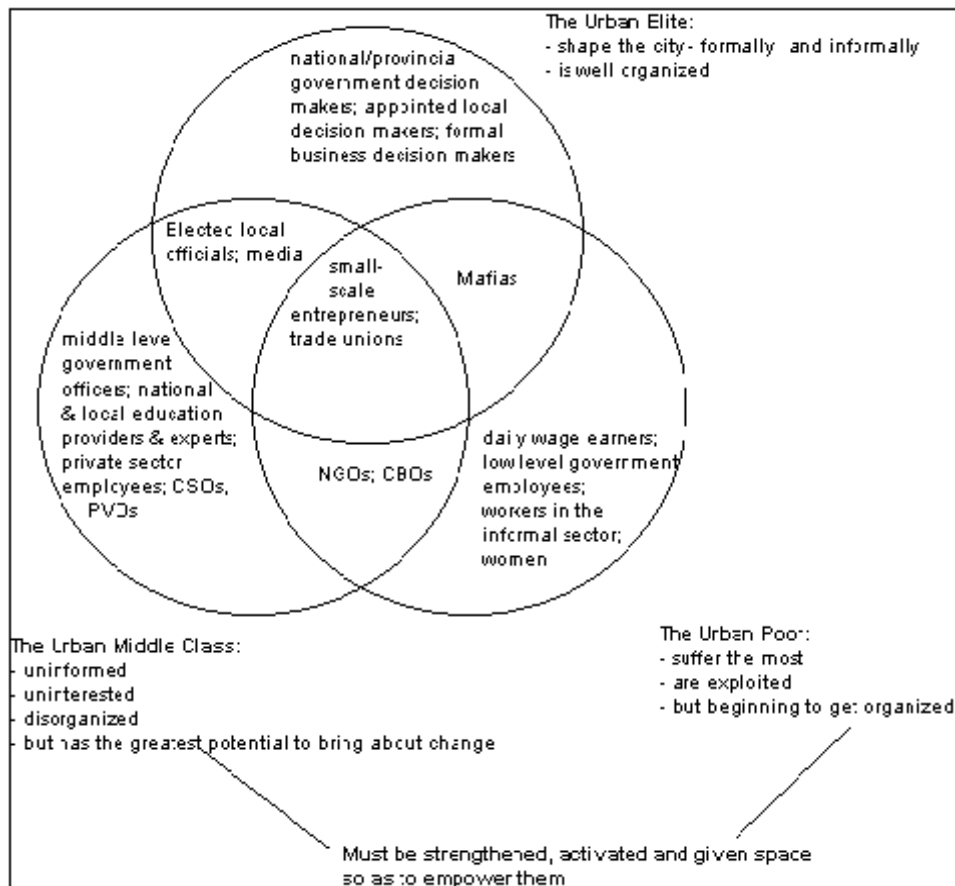 The Urban Elite:
- shape the city - formally and informally
- is well organized
national/provincia
government decision
makers; appointed local
decision makers; formal
business decision makers
Elected local
officials; media
small-
scale
entrepreneurs;
trade unions
Mafias
middle level
government
officers; national
& local education
providers & experts;
private sector
employees; CSOs,
PVOs
NGOs; CBOs
daily wage earners;
low level government
employees;
workers in the
informal sector;
women
The Urban Middle Class:
- uninformed
- uninterested
- disorganized
- but has the greatest potential to bring about change
The Urban Poor:
- suffer the most
- are exploited
- but beginning to get organized
Must be strengthened, activated and given space
so as to empower them